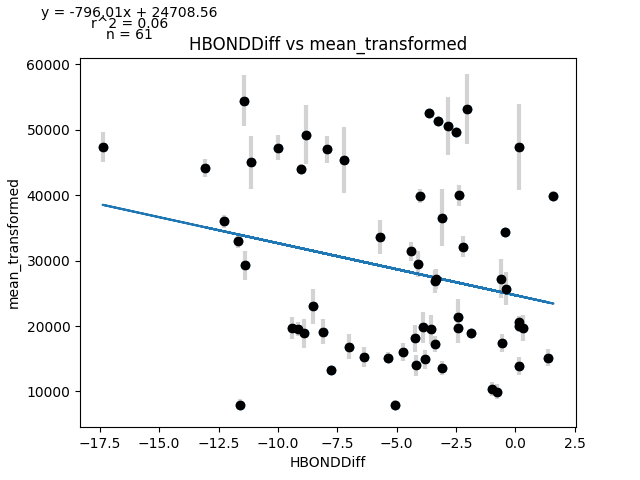 y = -796.01x + 24708.56
r^2 = 0.06
n = 61
HBONDDiff vs mean_transformed
60000
50000
40000
30000
20000
10000
mean_transformed
−17.5 −15.0 −12.5 −10.0 −7.5 −5.0 −2.5 0.0 2.5
HBONDDiff